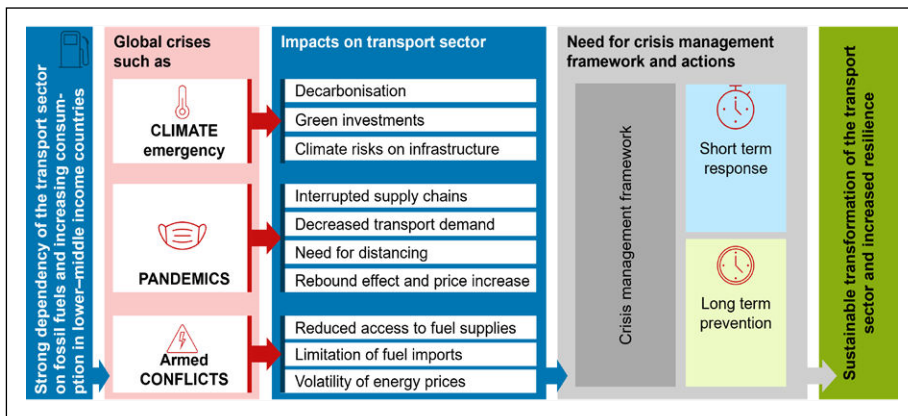 Strong dependency of the transport sector
on fossil fuels and increasing consum-
ption in lower–middle income countries
Global crises
such as
CLIMATE
emergency
PANDEMICS
Armed
CONFLICTS
Impacts on transport sector
Decarbonisation
Green investments
Climate risks on infrastructure
Interrupted supply chains
Decreased transport demand
Need for distancing
Rebound effect and price increase
Reduced access to fuel supplies
Limitation of fuel imports
Volatility of energy prices
Need for crisis management
framework and actions
Crisis management framework
Short term
response
Long term
prevention
Sustainable transformation of the transport
sector and increased resilience